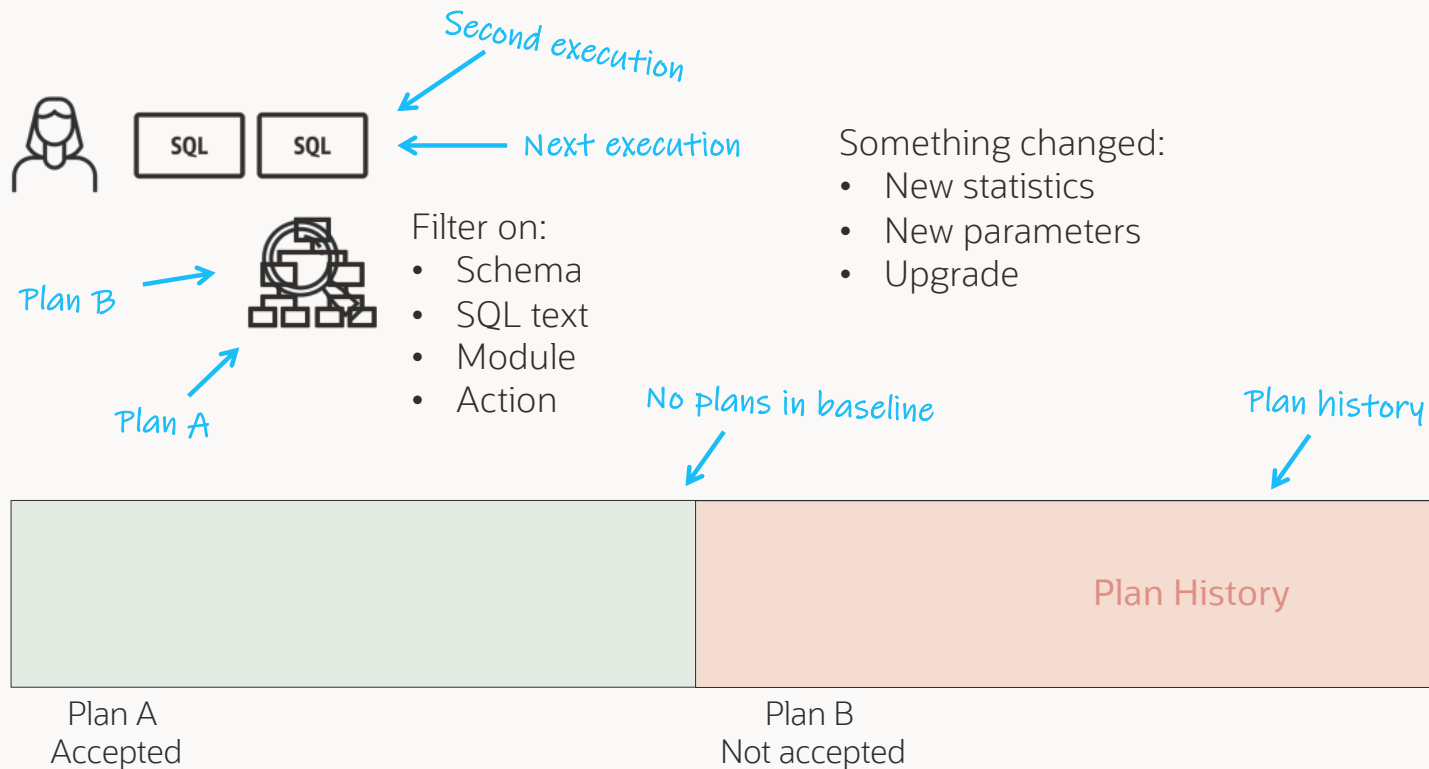 Second execution
SQL
SQL
Next execution
Something changed:
• New statistics
• New parameters
• Upgrade
Filter on:
• Schema
• SQL text
• Module
• Action
Plan B
Plan A
No plans in baseline
Plan history
Plan History
Plan A
Accepted
Plan B
Not accepted